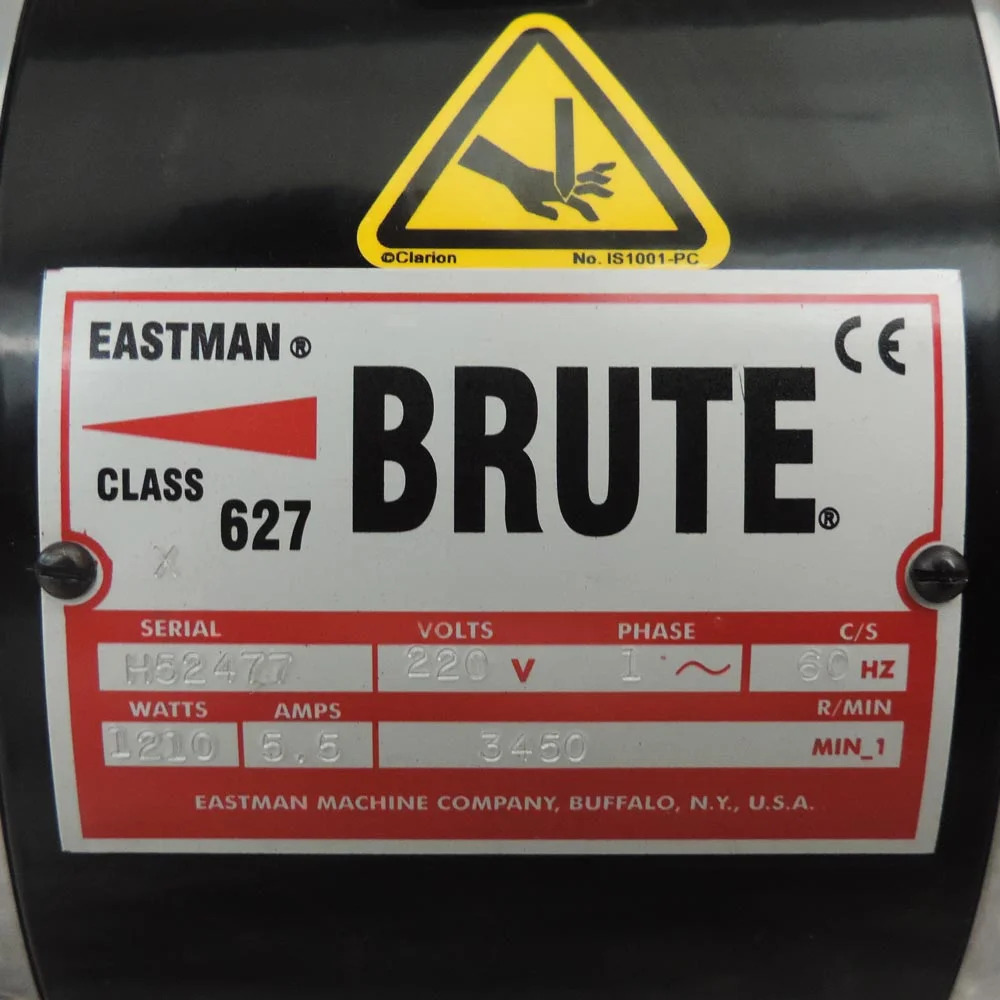 ©Clarion No. IS1001-PC
EASTMAN ®
CE
BRUTE ®
CLASS
627
X
SERIAL VOLTS PHASE C/S
H52477 220 V 1 ~ 60 HZ
WATTS AMPS R/MIN
1210 5.5 3450 MIN_1
EASTMAN MACHINE COMPANY, BUFFALO, N.Y., U.S.A.